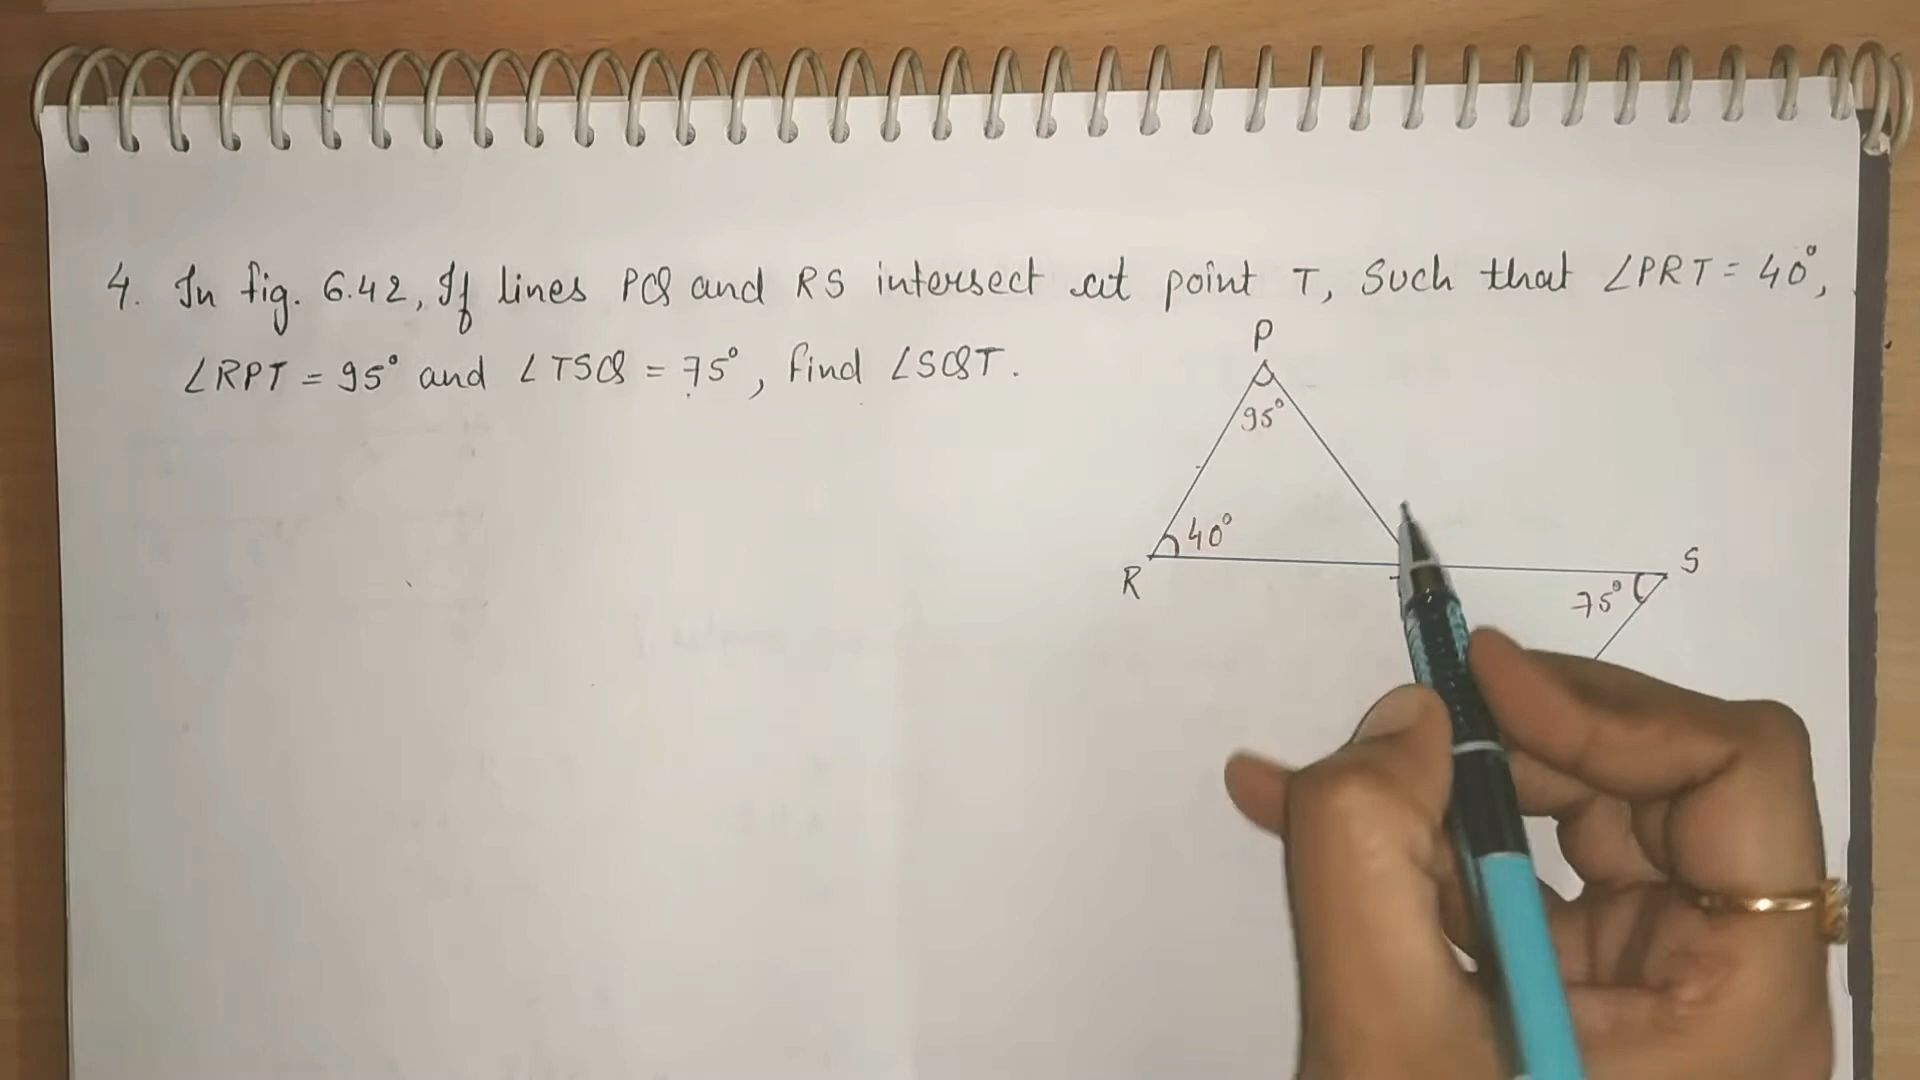 4. In fig. 6.42, If lines PQ and RS intersect at point T, Such that ∠PRT = 40°,
∠RPT = 95° and ∠TSQ = 75°, find ∠SQT.
P
95°
40°
R
S
75°